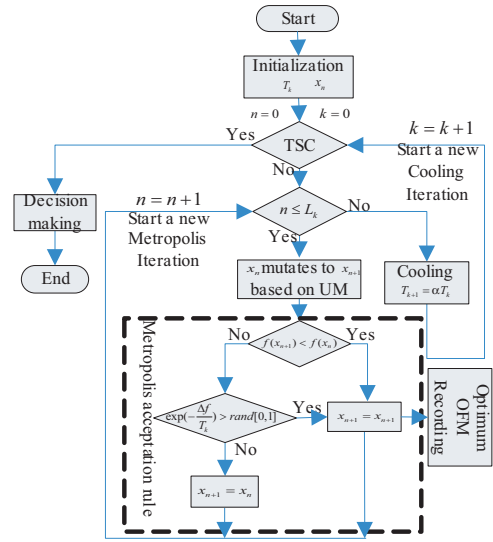 Start
Initialization
T_k x_n
n = 0 k = 0
k = k + 1
Start a new
Cooling
Iteration
Yes
TSC
No
Decision
making
End
n = n + 1
Start a new
Metropolis
Iteration
n ≤ L_k
No
Yes
x_n mutates to x_{n+1}
based on UM
Cooling
T_{k+1} = αT_k
Metropolis acceptation rule
No
f(x_{n+1}) < f(x_n)
Yes
exp(-Δf/T_k) > rand[0,1]
Yes
x_{n+1} = x_{n+1}
Optimum
OFM
Recording
No
x_{n+1} = x_n